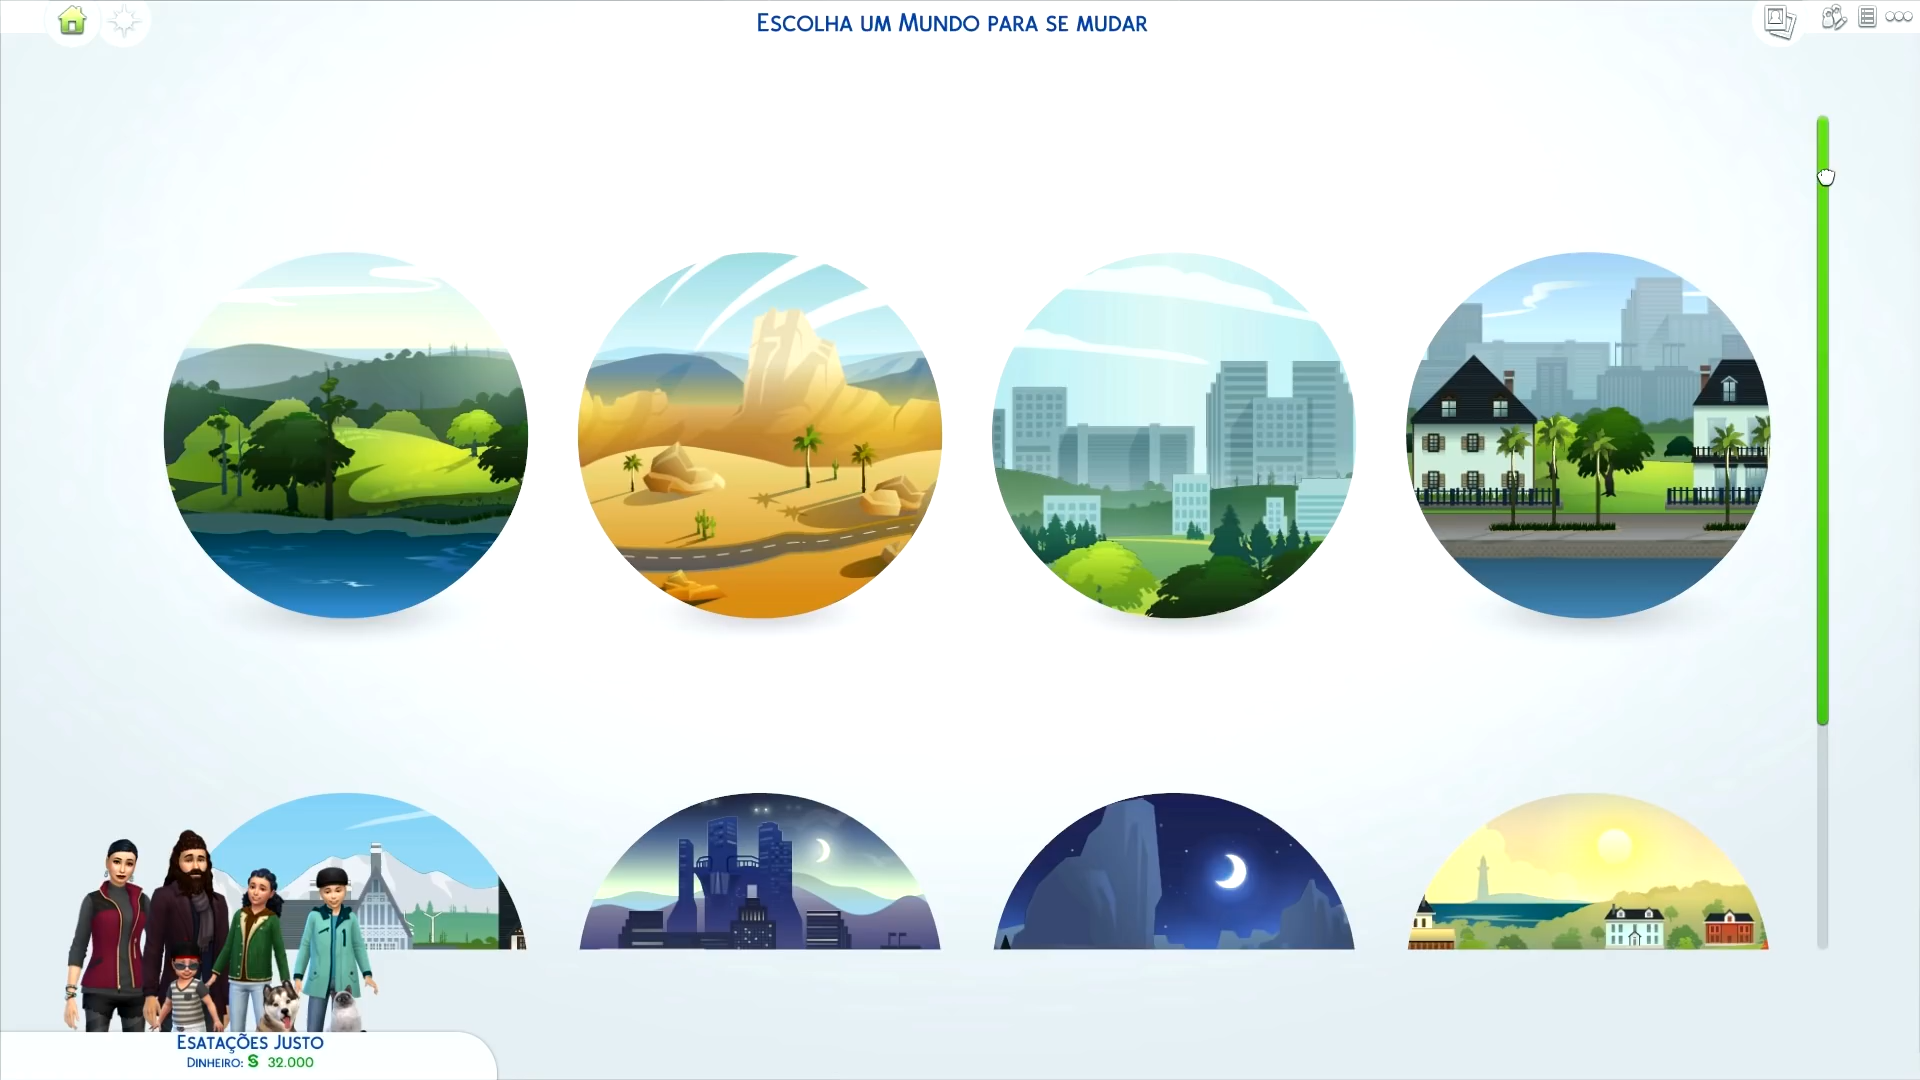 Escolha um Mundo para se mudar
Esatações Justo
Dinheiro: § 32.000